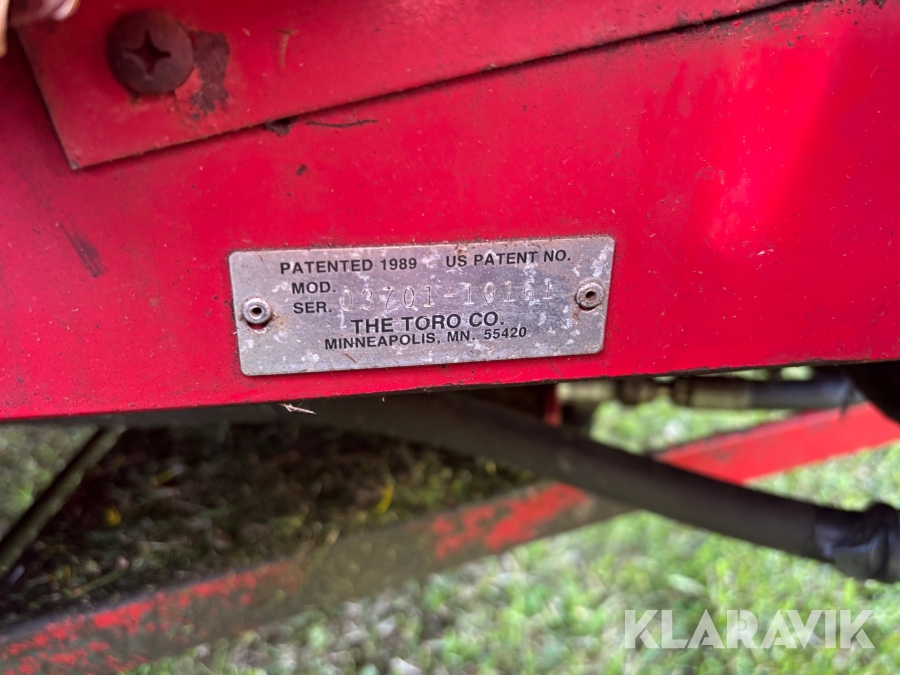 PATENTED 1989 US PATENT NO.
MOD.
SER. 03701-10161
THE TORO CO.
MINNEAPOLIS, MN. 55420
KLARAVIK